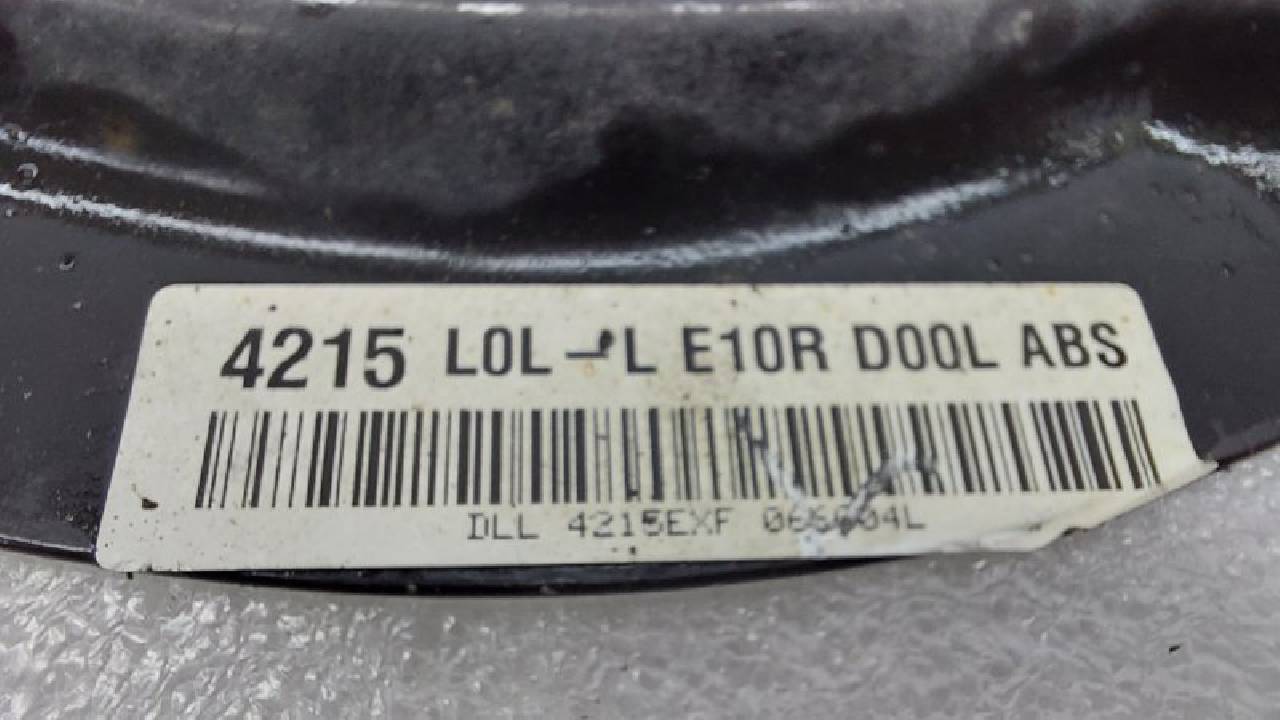 4215 L0L-L E10R D00L ABS
DLL 4215EXF